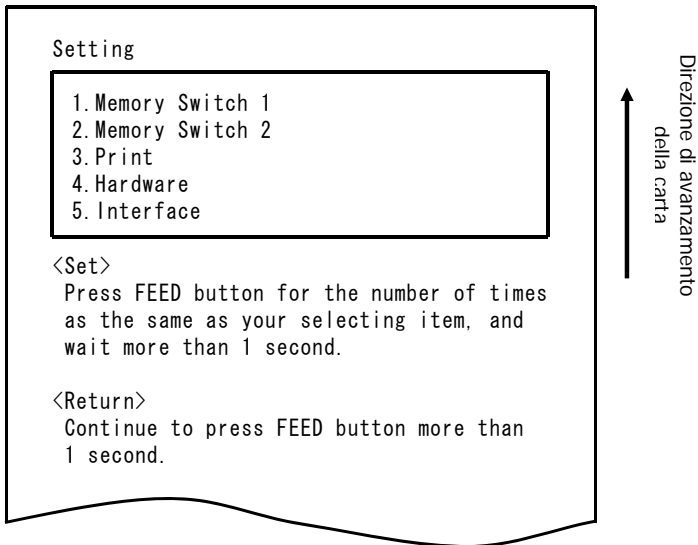 Setting
1.Memory Switch 1
2.Memory Switch 2
3.Print
4.Hardware
5.Interface
<Set>
Press FEED button for the number of times
as the same as your selecting item, and
wait more than 1 second.
<Return>
Continue to press FEED button more than
1 second.
Direzione di avanzamento
della carta